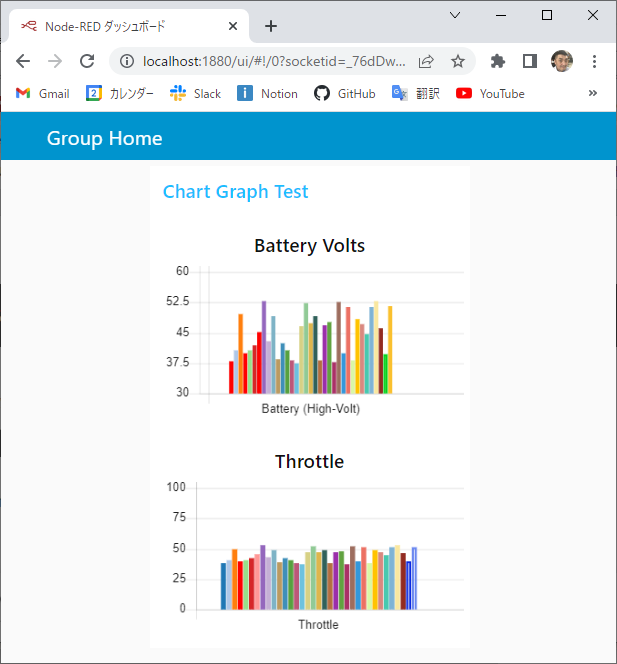 Node-RED ダッシュボード
localhost:1880/ui/#!/0?socketid=_76dDw...
Gmail カレンダー Slack Notion GitHub 翻訳 YouTube »
Group Home
Chart Graph Test
Battery Volts
60
52.5
45
37.5
30
Battery (High-Volt)
Throttle
100
75
50
25
0
Throttle